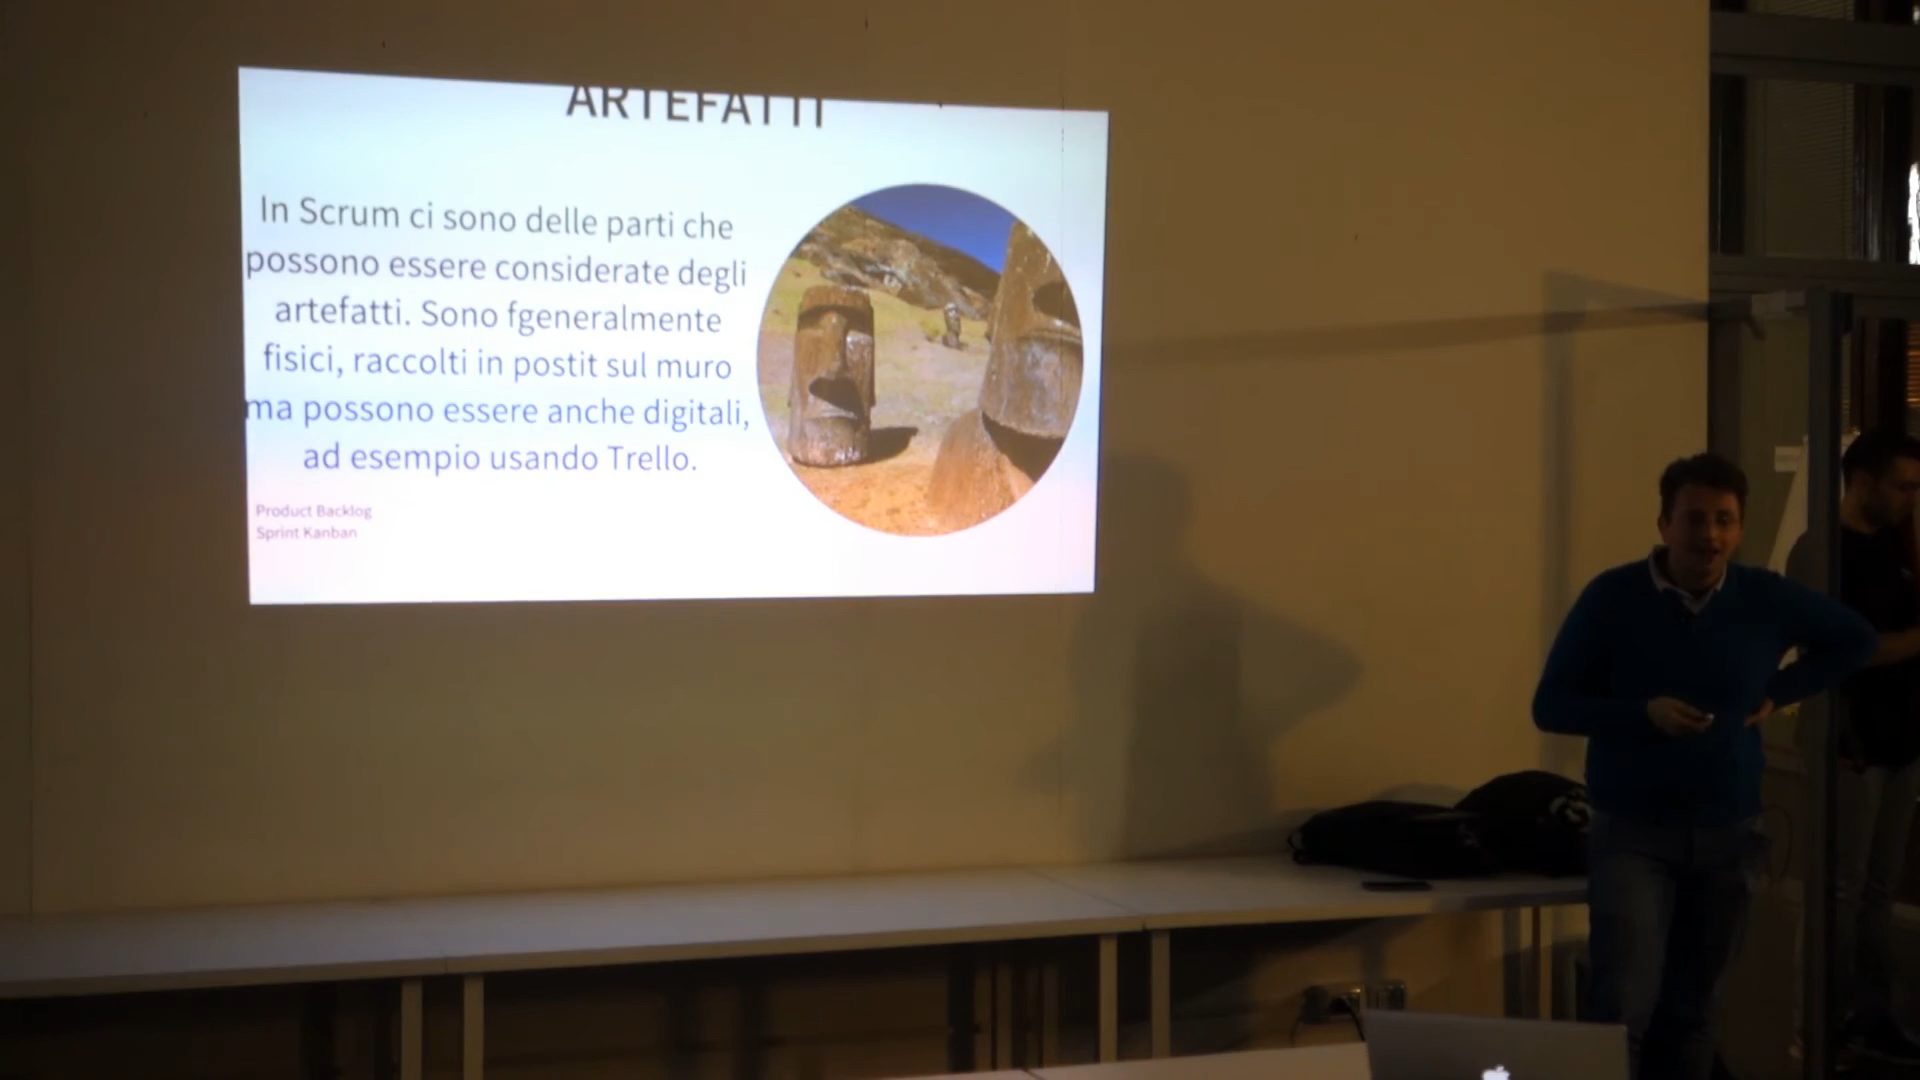 ARTEFATTI
In Scrum ci sono delle parti che
possono essere considerate degli
artefatti. Sono fgeneralmente
fisici, raccolti in postit sul muro
ma possono essere anche digitali,
ad esempio usando Trello.
Product Backlog
Sprint Kanban